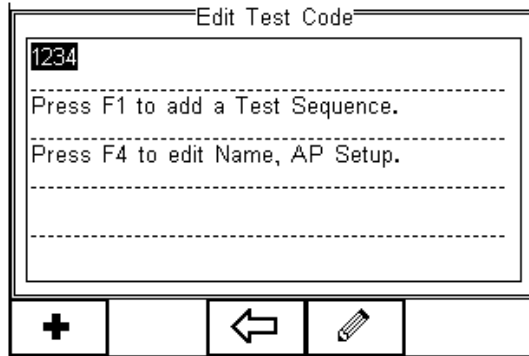 Edit Test Code
1234
Press F1 to add a Test Sequence.
Press F4 to edit Name, AP Setup.